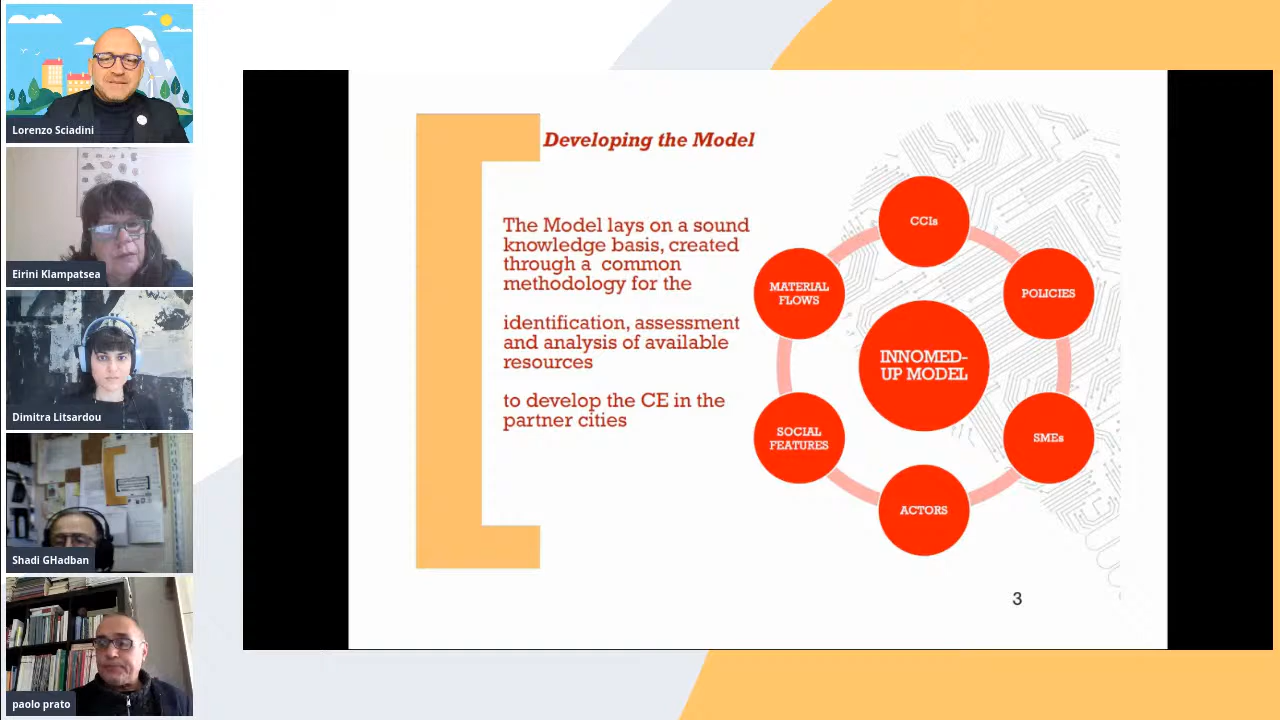 Lorenzo Sciadini
Eirini Klampatsea
Dimitra Litsardou
Shadi GHadban
paolo prato
Developing the Model
The Model lays on a sound
knowledge basis, created
through a common
methodology for the
identification, assessment
and analysis of available
resources
to develop the CE in the
partner cities
CCIs
POLICIES
SMEs
ACTORS
SOCIAL
FEATURES
MATERIAL
FLOWS
INNOMED-
UP MODEL
3